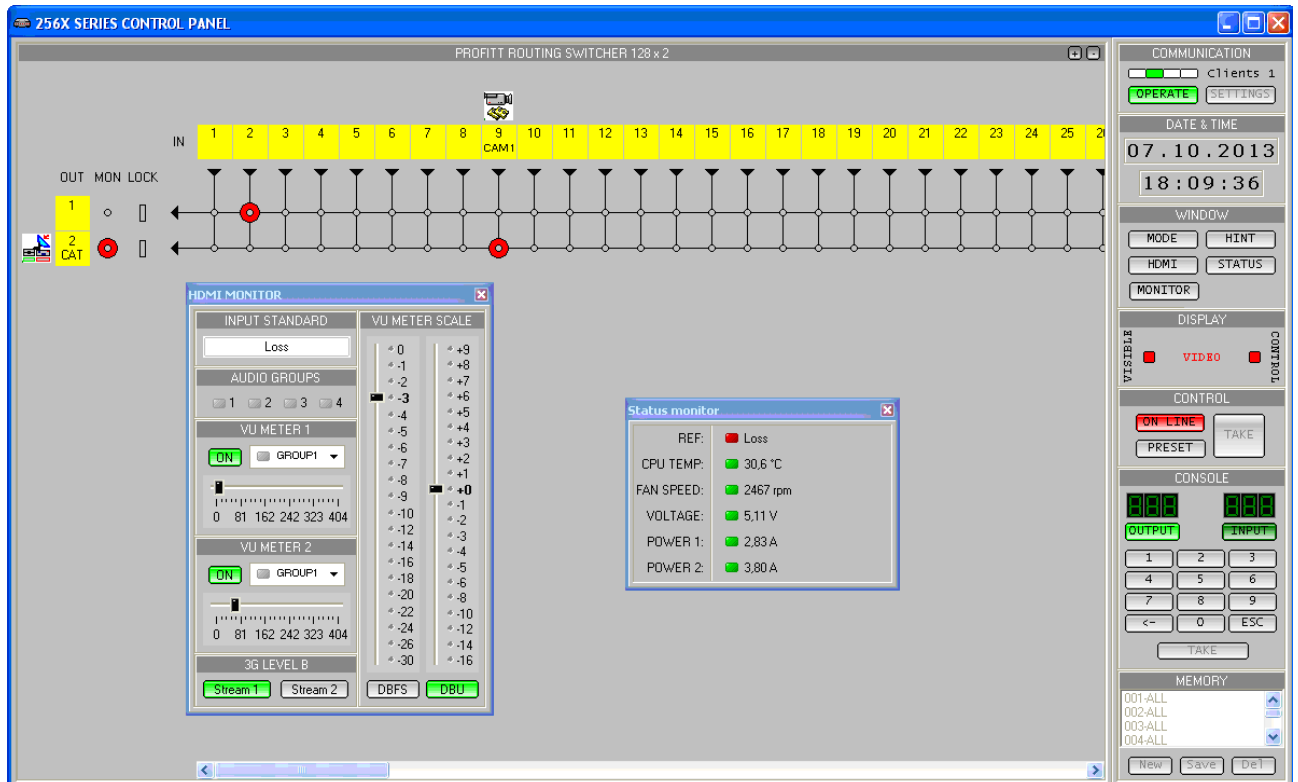 256X SERIES CONTROL PANEL
PROFITT ROUTING SWITCHER 128 x 2
+ -
IN 1 2 3 4 5 6 7 8 9 10 11 12 13 14 15 16 17 18 19 20 21 22 23 24 25
CAM1
OUT MON LOCK
1
2
CAT
HDMI MONITOR
INPUT STANDARD
Loss
AUDIO GROUPS
1 2 3 4
VU METER 1
ON GROUP1
0 81 162 242 323 404
VU METER 2
ON GROUP1
0 81 162 242 323 404
3G LEVEL B
Stream 1 Stream 2
VU METER SCALE
0 +9
-1 +8
-2 +7
-3 +6
-4 +5
-5 +4
-6 +3
-7 +2
-8 +1
-9 +0
-10 -1
-12 -2
-14 -3
-16 -4
-18 -5
-20 -6
-22 -8
-24 -10
-26 -12
-30 -14
-16
DBFS DBU
Status monitor
REF: Loss
CPU TEMP: 30,6 °C
FAN SPEED: 2467 rpm
VOLTAGE: 5,11 V
POWER 1: 2,83 A
POWER 2: 3,80 A
COMMUNICATION
Clients 1
OPERATE SETTINGS
DATE & TIME
07.10.2013
18:09:36
WINDOW
MODE HINT
HDMI STATUS
MONITOR
DISPLAY
VISIBLE VIDEO CONTROL
CONTROL
ON LINE TAKE
PRESET
CONSOLE
888 888
OUTPUT INPUT
1 2 3
4 5 6
7 8 9
<- 0 ESC
TAKE
MEMORY
001-ALL
002-ALL
003-ALL
004-ALL
New Save Del